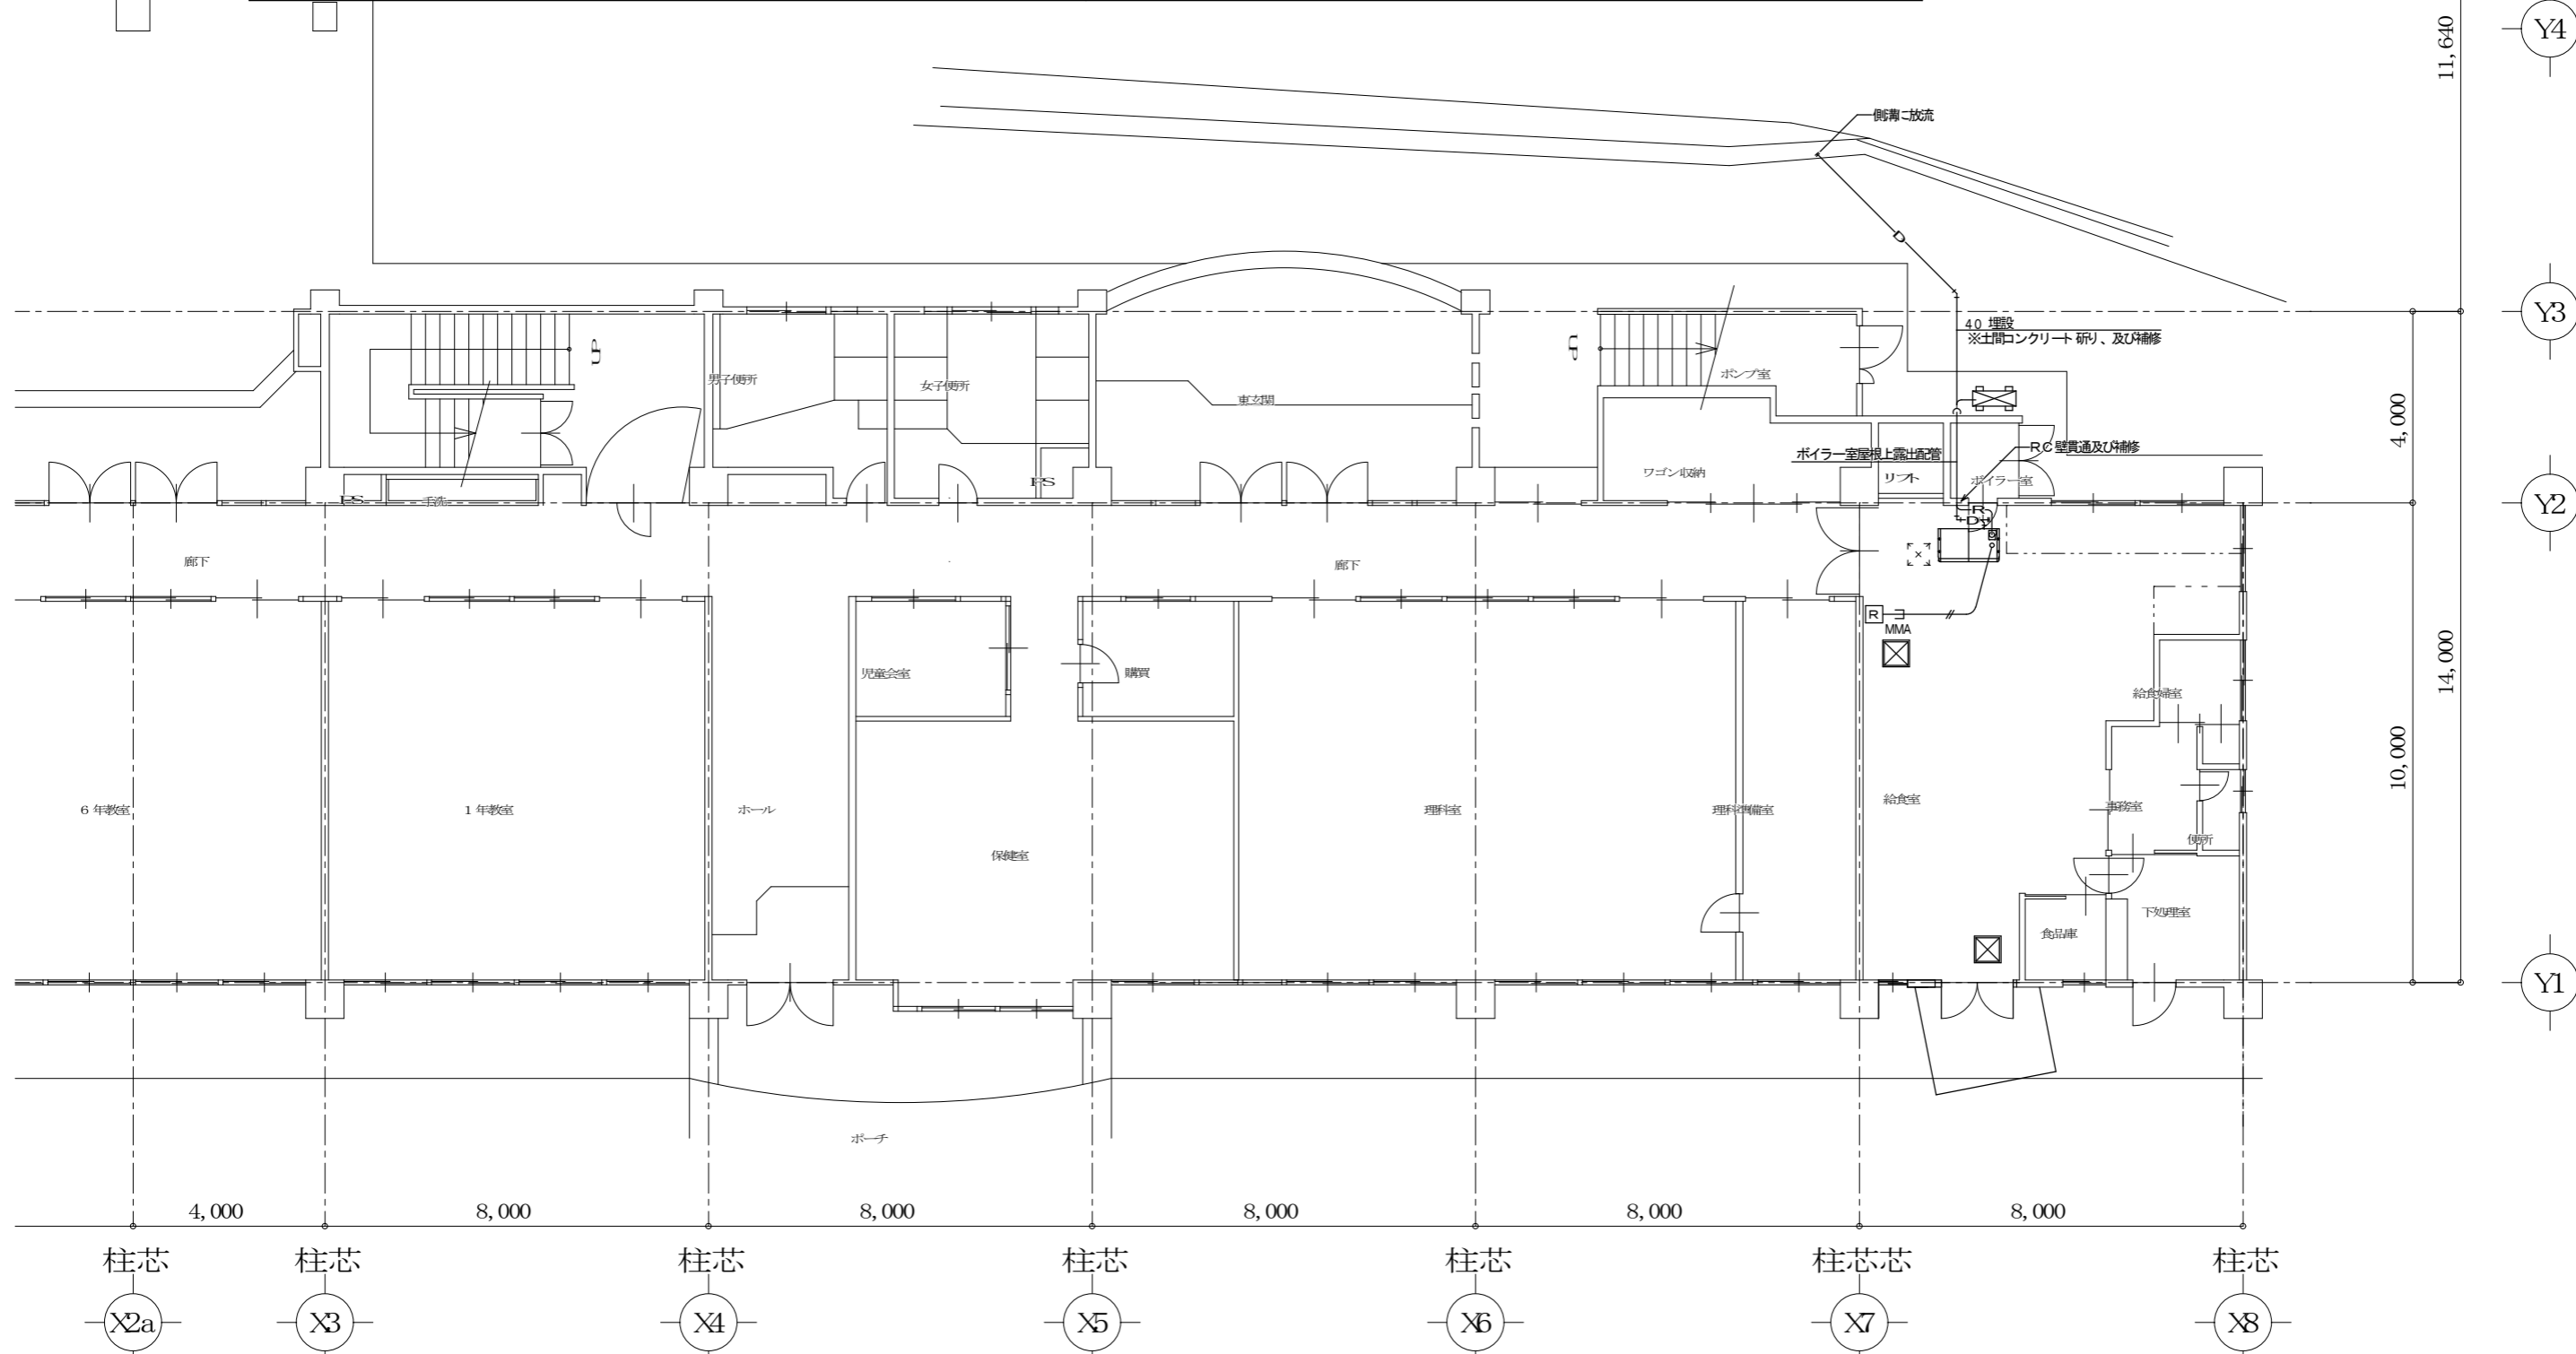 11,640
Y4
側溝に放流
D
Y3
40 埋設
※土間コンクリート斫り、及び補修
UP
UP
男子便所
女子便所
東玄関
ポンプ室
4,000
ボイラー室屋根上露出配管
RC壁貫通及び補修
ワゴン収納
リフト
ボイラー室
PS
手洗
PS
Y2
R
D
廊下
廊下
R
MMA
児童会室
購買
14,000
給食婦室
10,000
6 年教室
1 年教室
ホール
保健室
理科室
理科準備室
給食室
事務室
便所
下処理室
食品庫
Y1
ポーチ
4,000
8,000
8,000
8,000
8,000
8,000
柱芯
柱芯
柱芯
柱芯
柱芯
柱芯芯
柱芯
X2a
X3
X4
X5
X6
X7
X8